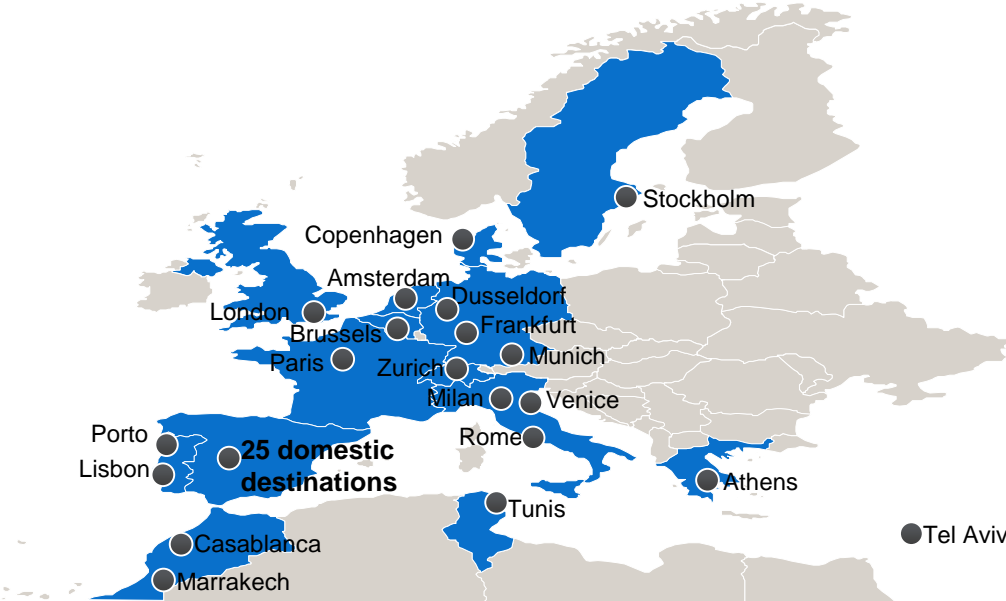 Stockholm
Copenhagen
Amsterdam
Dusseldorf
London
Frankfurt
Brussels
Munich
Paris
Zurich
Milan
Venice
Porto
Rome
25 domestic
destinations
Lisbon
Athens
Tunis
Tel Aviv
Casablanca
Marrakech